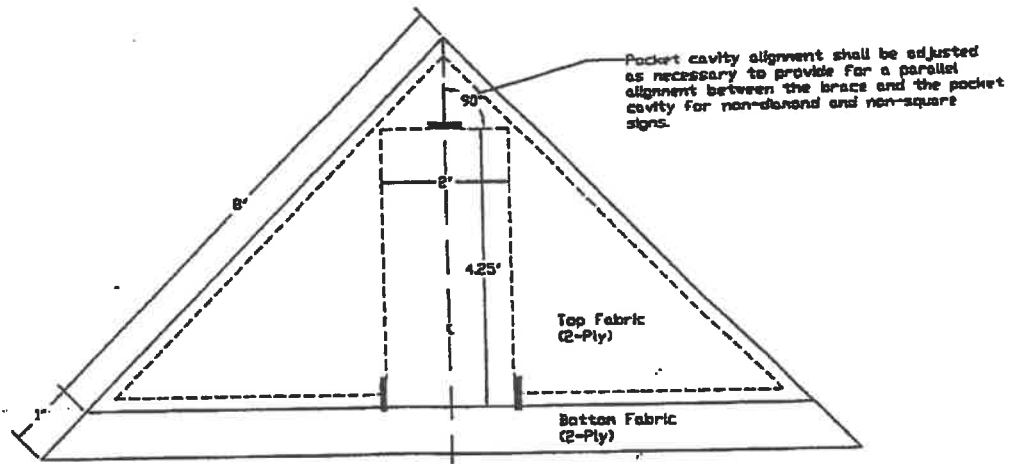 Pocket cavity alignment shall be adjusted
as necessary to provide for a parallel
alignment between the brace and the pocket
cavity for non-diamond and non-square
signs.
90°
2"
8"
4.25"
Top Fabric
(2-Ply)
1"
Bottom Fabric
(2-Ply)